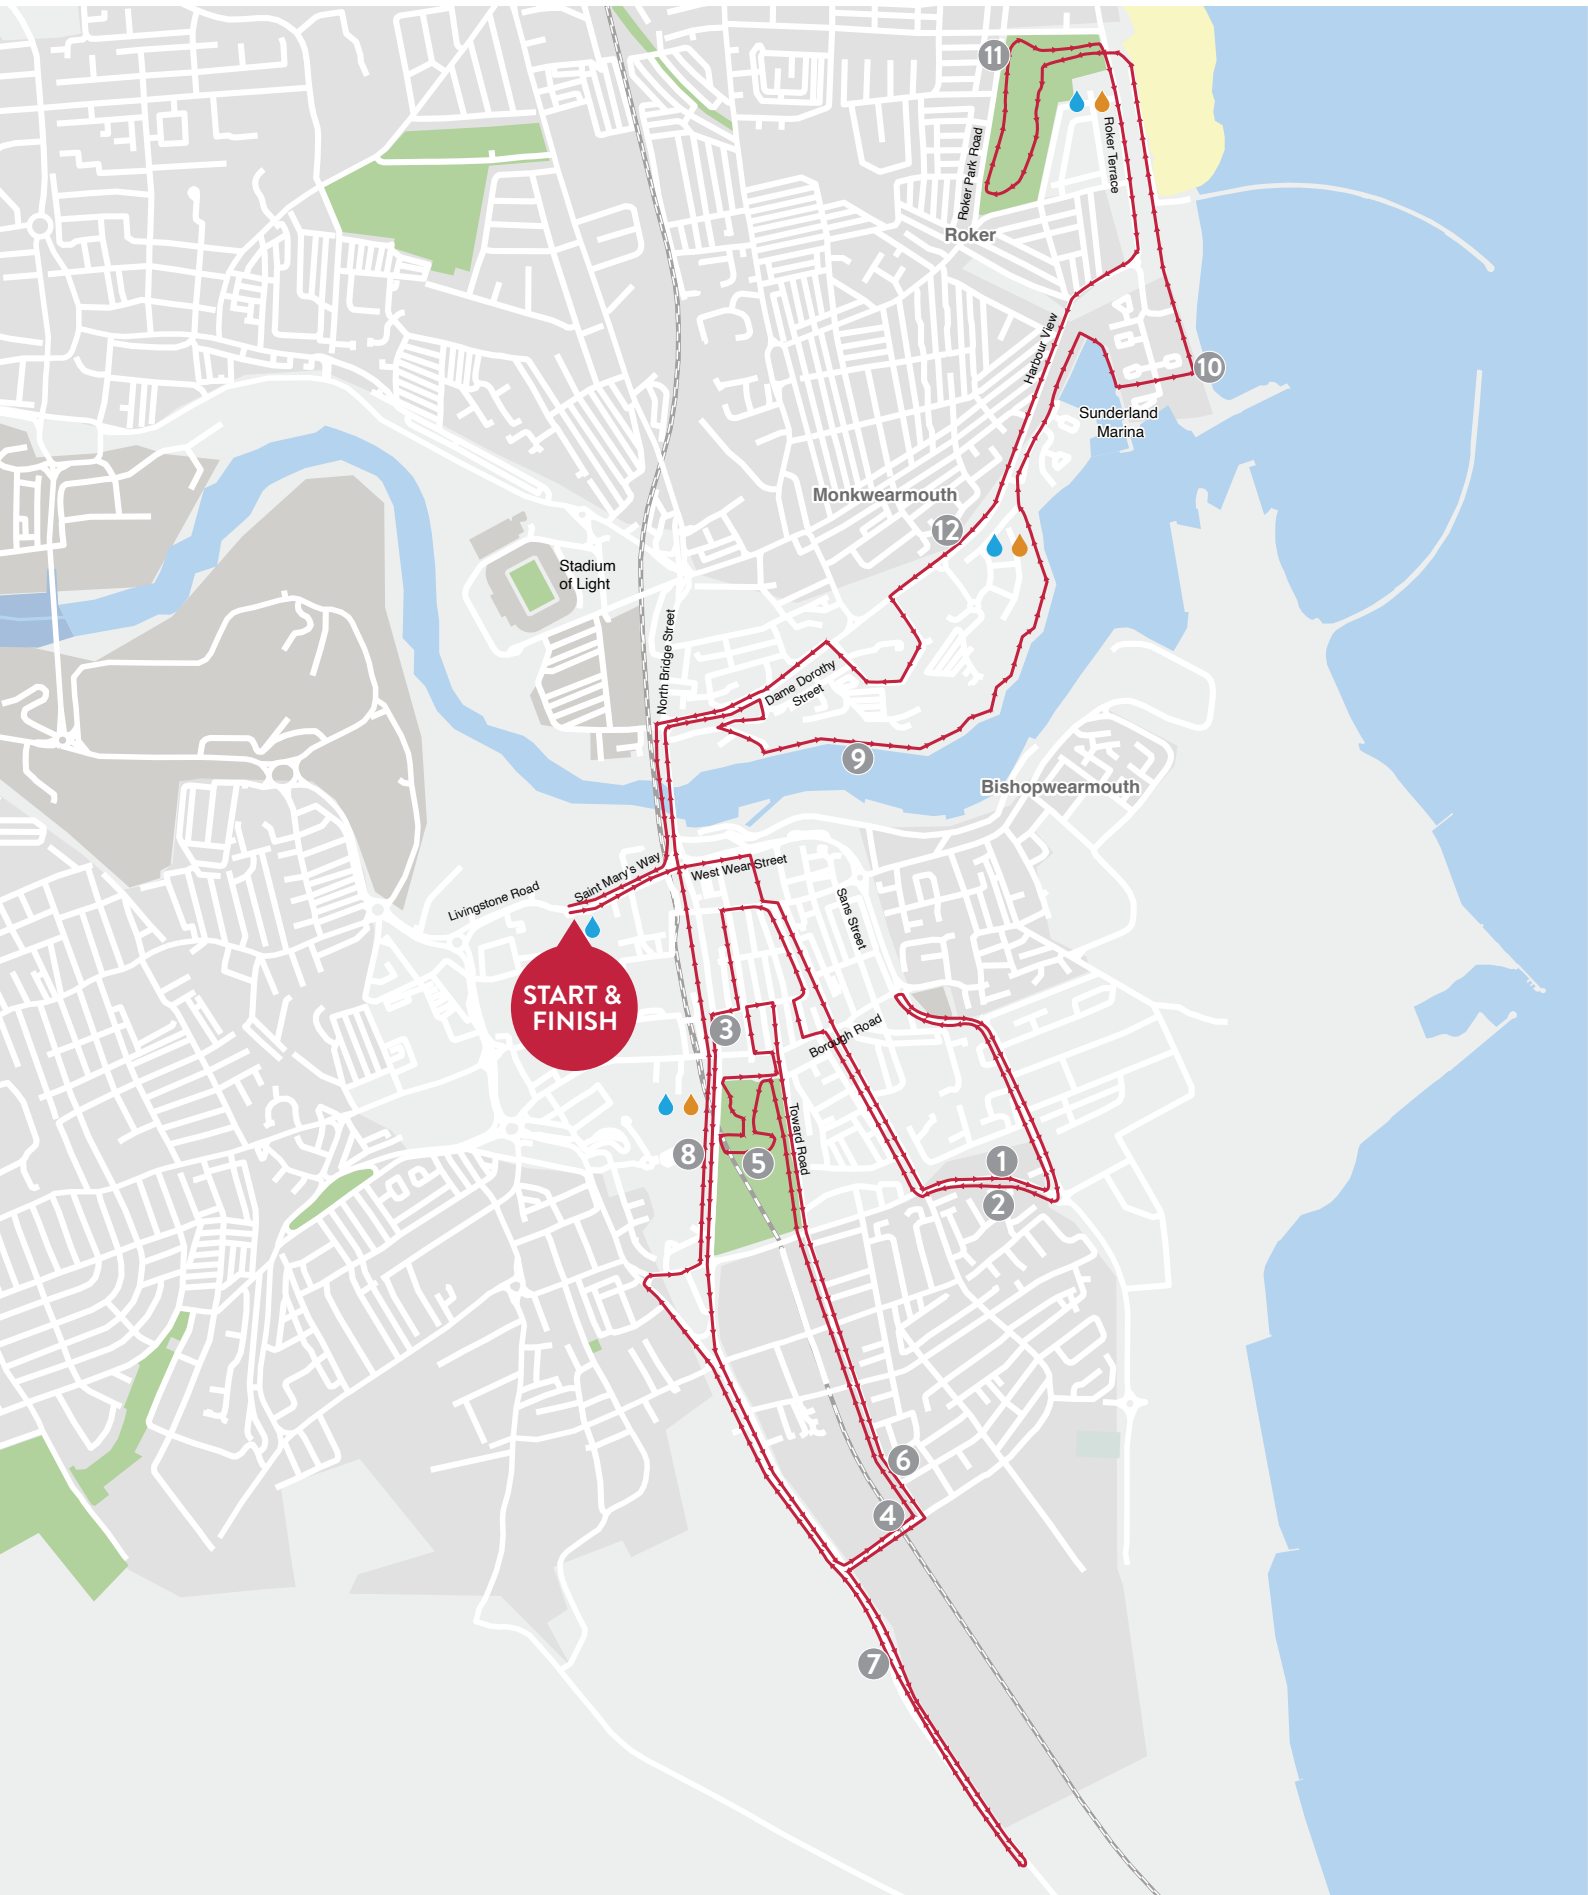 11
Roker Park Road
Roker Terrace
Roker
Harbour View
10
Sunderland
Marina
Monkwearmouth
12
Stadium
of Light
North Bridge Street
Dame Dorothy
Street
9
Bishopwearmouth
Saint Mary's Way
West Wear Street
Livingstone Road
Sans Street
START &
FINISH
3
Borough Road
Toward Road
8
5
1
2
6
4
7